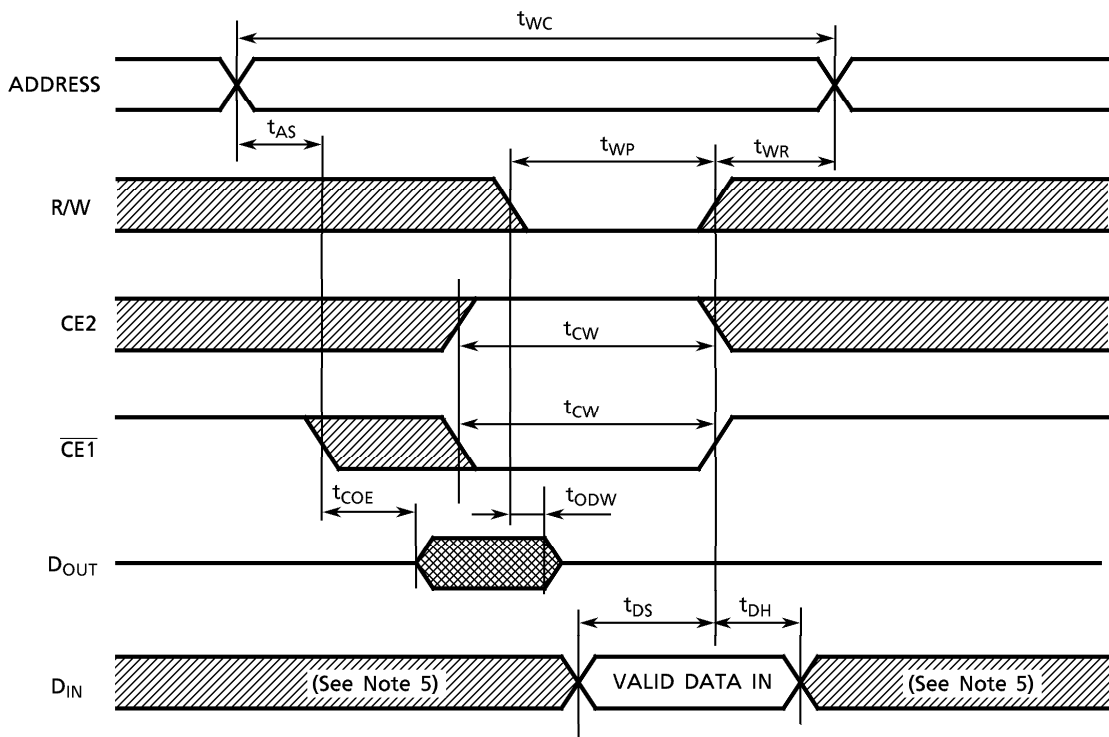 tWC
ADDRESS
tAS
tWP
tWR
R/W
CE2
tCW
tCW
C̅E̅1̅
tCOE
tODW
DOUT
tDS
tDH
DIN
(See Note 5)
VALID DATA IN
(See Note 5)